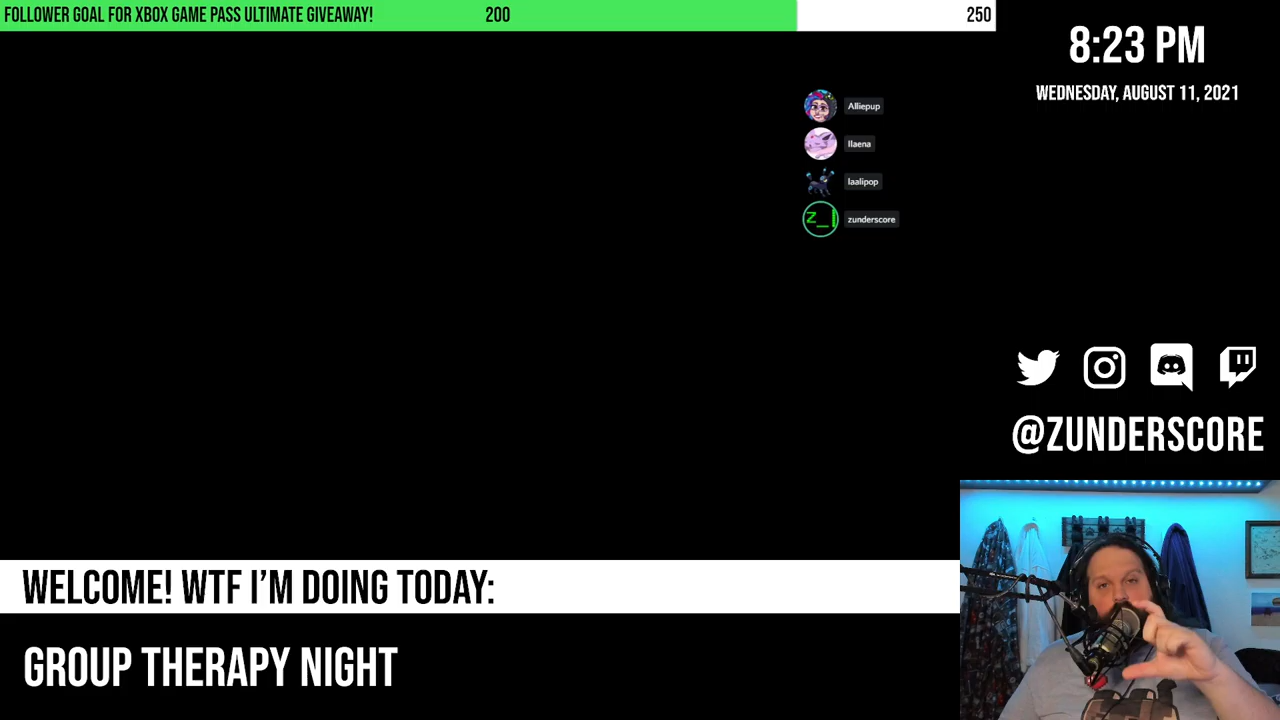 FOLLOWER GOAL FOR XBOX GAME PASS ULTIMATE GIVEAWAY! 200 250
8:23 PM
WEDNESDAY, AUGUST 11, 2021
Alliepup
llaena
laalipop
z_
zunderscore
@ZUNDERSCORE
WELCOME! WTF I'M DOING TODAY:
GROUP THERAPY NIGHT